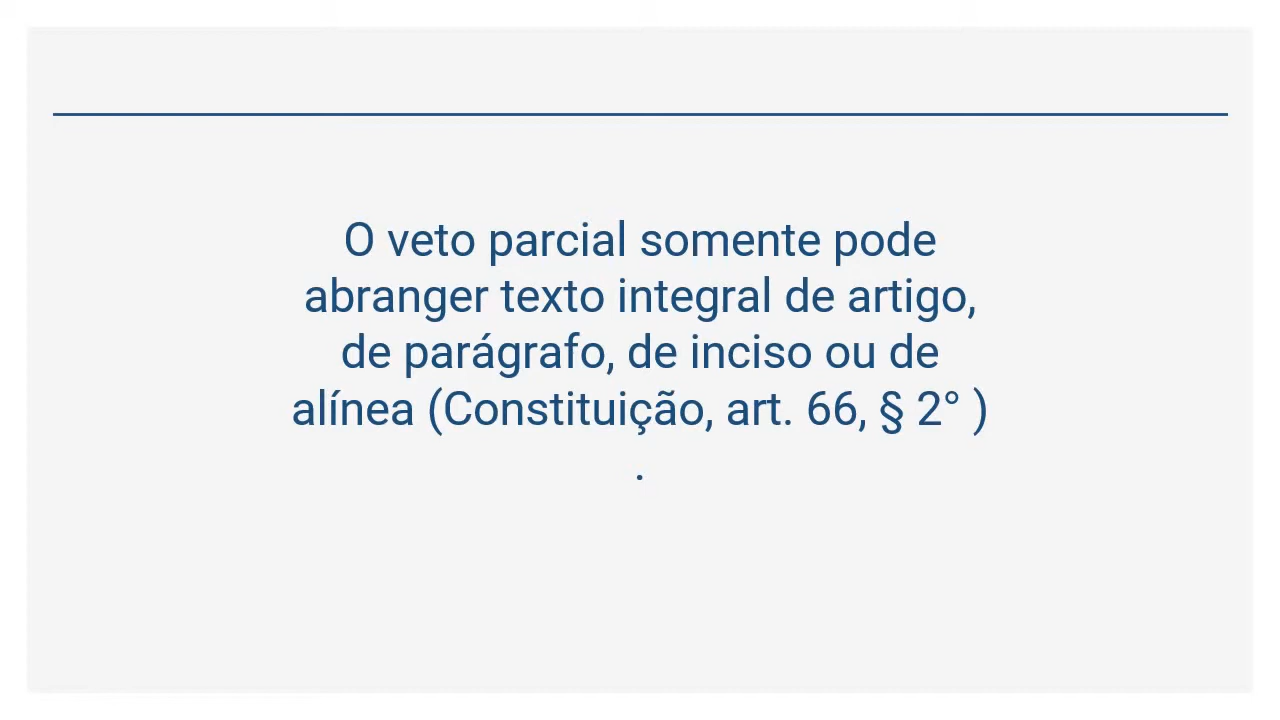 O veto parcial somente pode
abranger texto integral de artigo,
de parágrafo, de inciso ou de
alínea (Constituição, art. 66, § 2° )
.